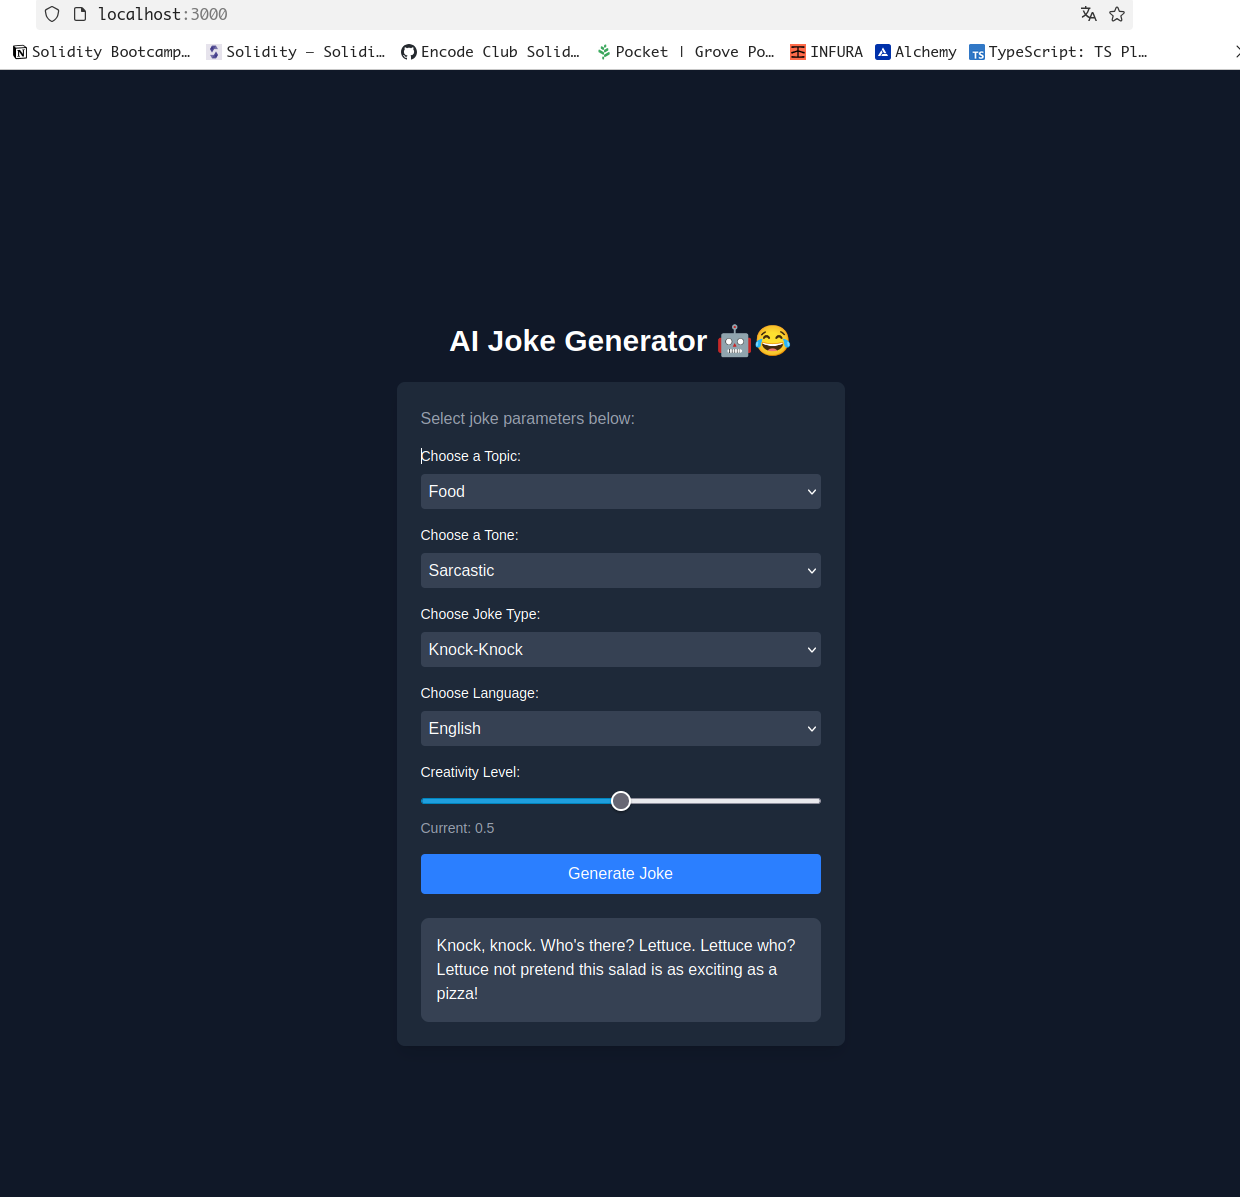 localhost:3000
Solidity Bootcamp… Solidity — Solidi… Encode Club Solid… Pocket | Grove Po… INFURA Alchemy TS TypeScript: TS Pl…
AI Joke Generator 🤖😂
Select joke parameters below:
Choose a Topic:
Food
Choose a Tone:
Sarcastic
Choose Joke Type:
Knock-Knock
Choose Language:
English
Creativity Level:
Current: 0.5
Generate Joke
Knock, knock. Who's there? Lettuce. Lettuce who?
Lettuce not pretend this salad is as exciting as a
pizza!